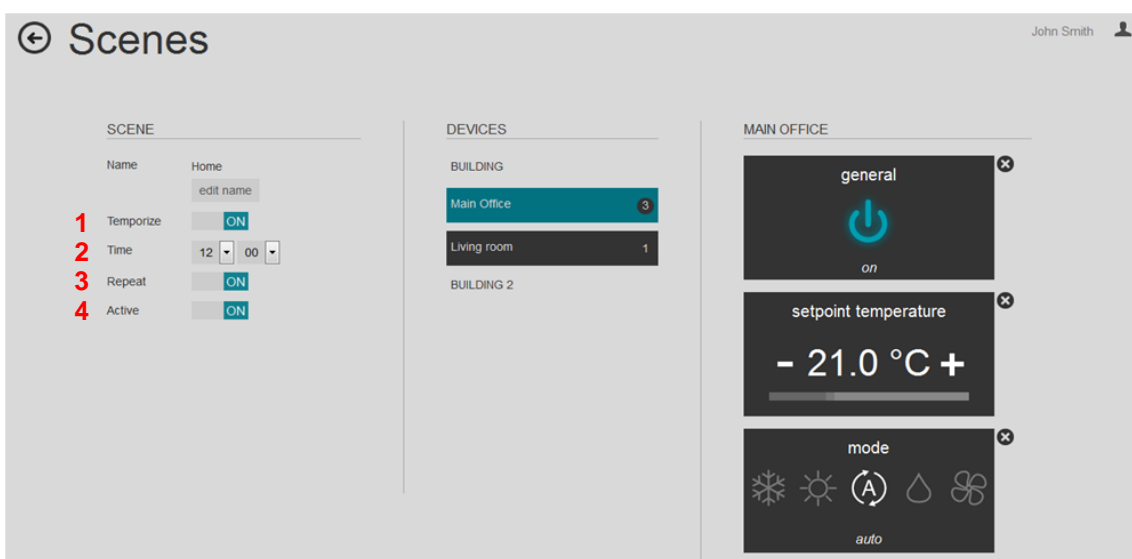 Scenes
John Smith
SCENE
Name Home
edit name
1 Temporize ON
2 Time 12 00
3 Repeat ON
4 Active ON
DEVICES
BUILDING
Main Office 3
Living room 1
BUILDING 2
MAIN OFFICE
general
on
setpoint temperature
- 21.0 °C +
mode
A
auto